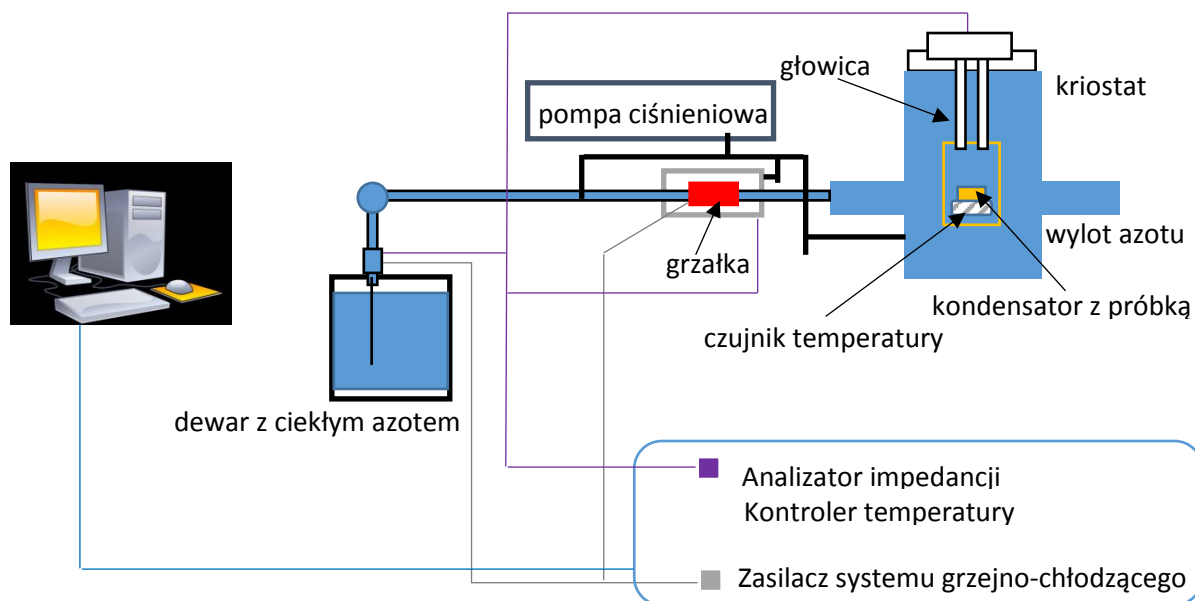 głowica
kriostat
pompa ciśnieniowa
grzałka
wylot azotu
kondensator z próbką
czujnik temperatury
dewar z ciekłym azotem
Analizator impedancji
Kontroler temperatury
Zasilacz systemu grzejno-chłodzącego